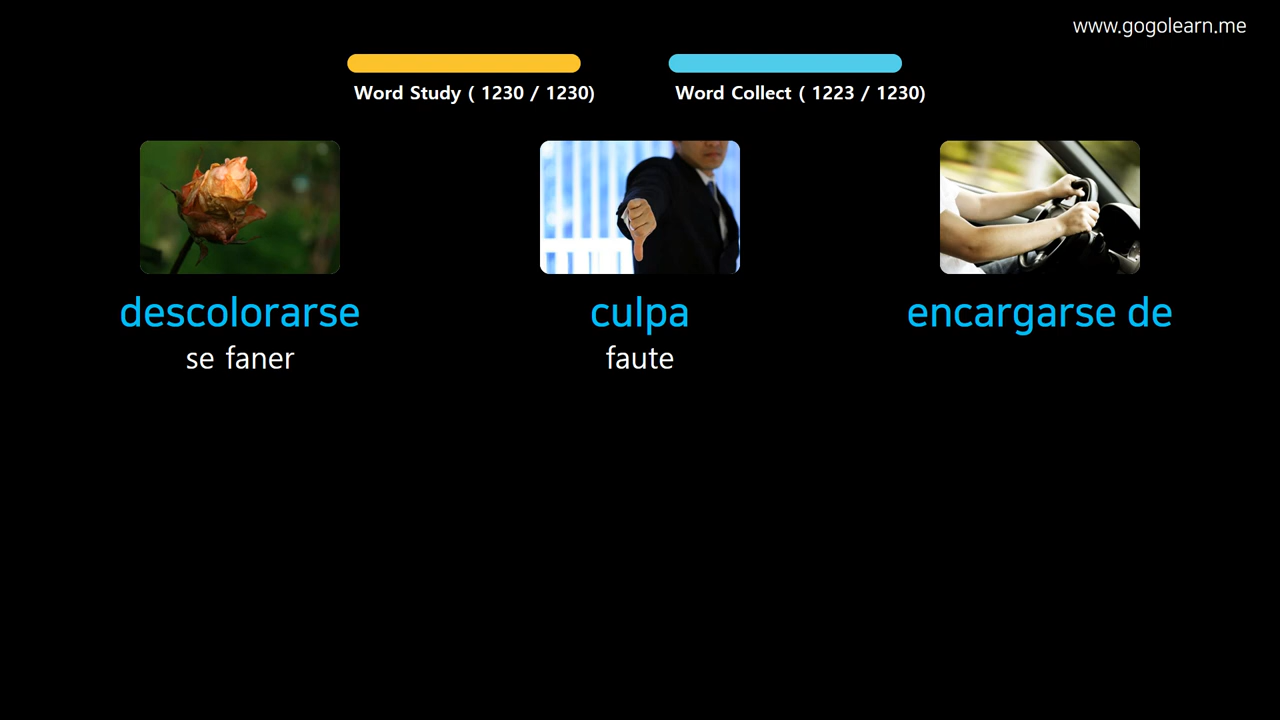 www.gogolearn.me
Word Study ( 1230 / 1230)
Word Collect ( 1223 / 1230)
descolorarse
se faner
culpa
faute
encargarse de